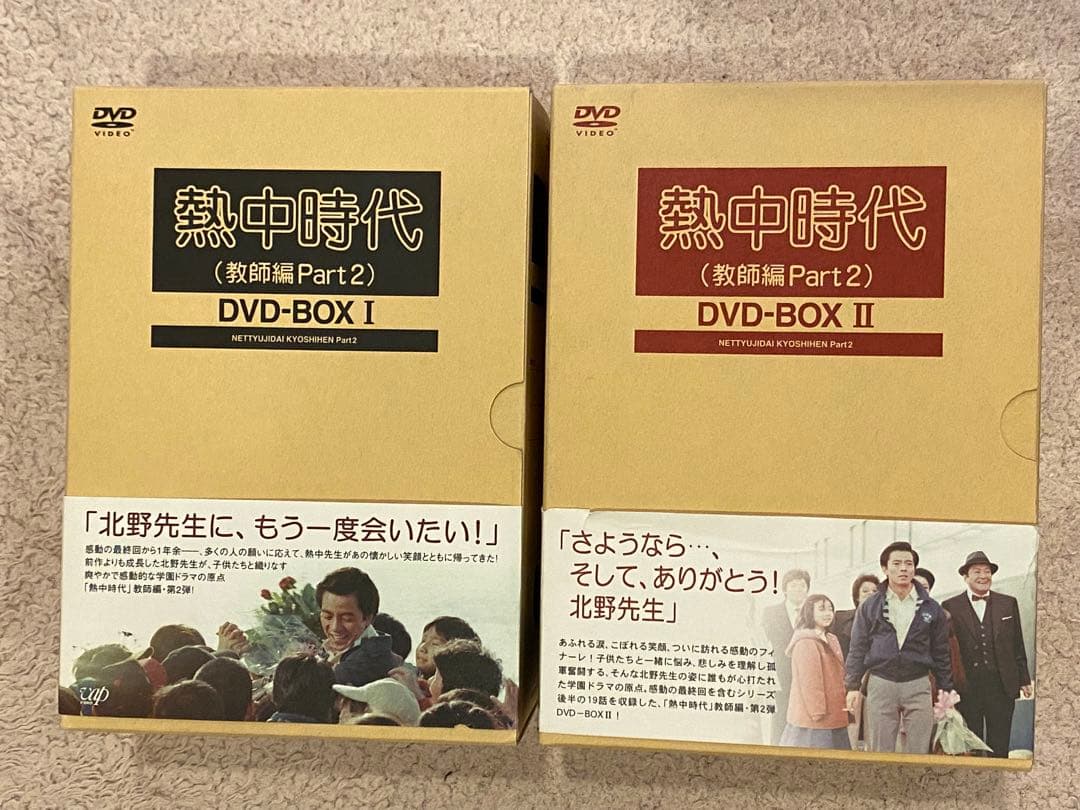 DVD
VIDEO
熱中時代
(教師編Part2)
DVD-BOX I
NETTYUJIDAI KYOSHIHEN Part2
「北野先生に、もう一度会いたい!」
感動の最終回から1年余──、多くの人の願いに応えて、熱中先生があの懐かしい笑顔とともに帰ってきた!
前作よりも成長した北野先生が、子供たちと織りなす
爽やかで感動的な学園ドラマの原点
「熱中時代」教師編・第2弾!
vap
DVD
VIDEO
熱中時代
(教師編Part2)
DVD-BOX II
NETTYUJIDAI KYOSHIHEN Part2
「さようなら…、
そして、ありがとう!
北野先生」
あふれる涙、こぼれる笑顔、ついに訪れる感動のフィ
ナーレ!子供たちと一緒に悩み、悲しみを理解し孤
軍奮闘する、そんな北野先生の姿に誰もが心打たれ
た学園ドラマの原点。感動の最終回を含むシリーズ
後半の19話を収録した、「熱中時代」教師編・第2弾
DVD-BOXII!